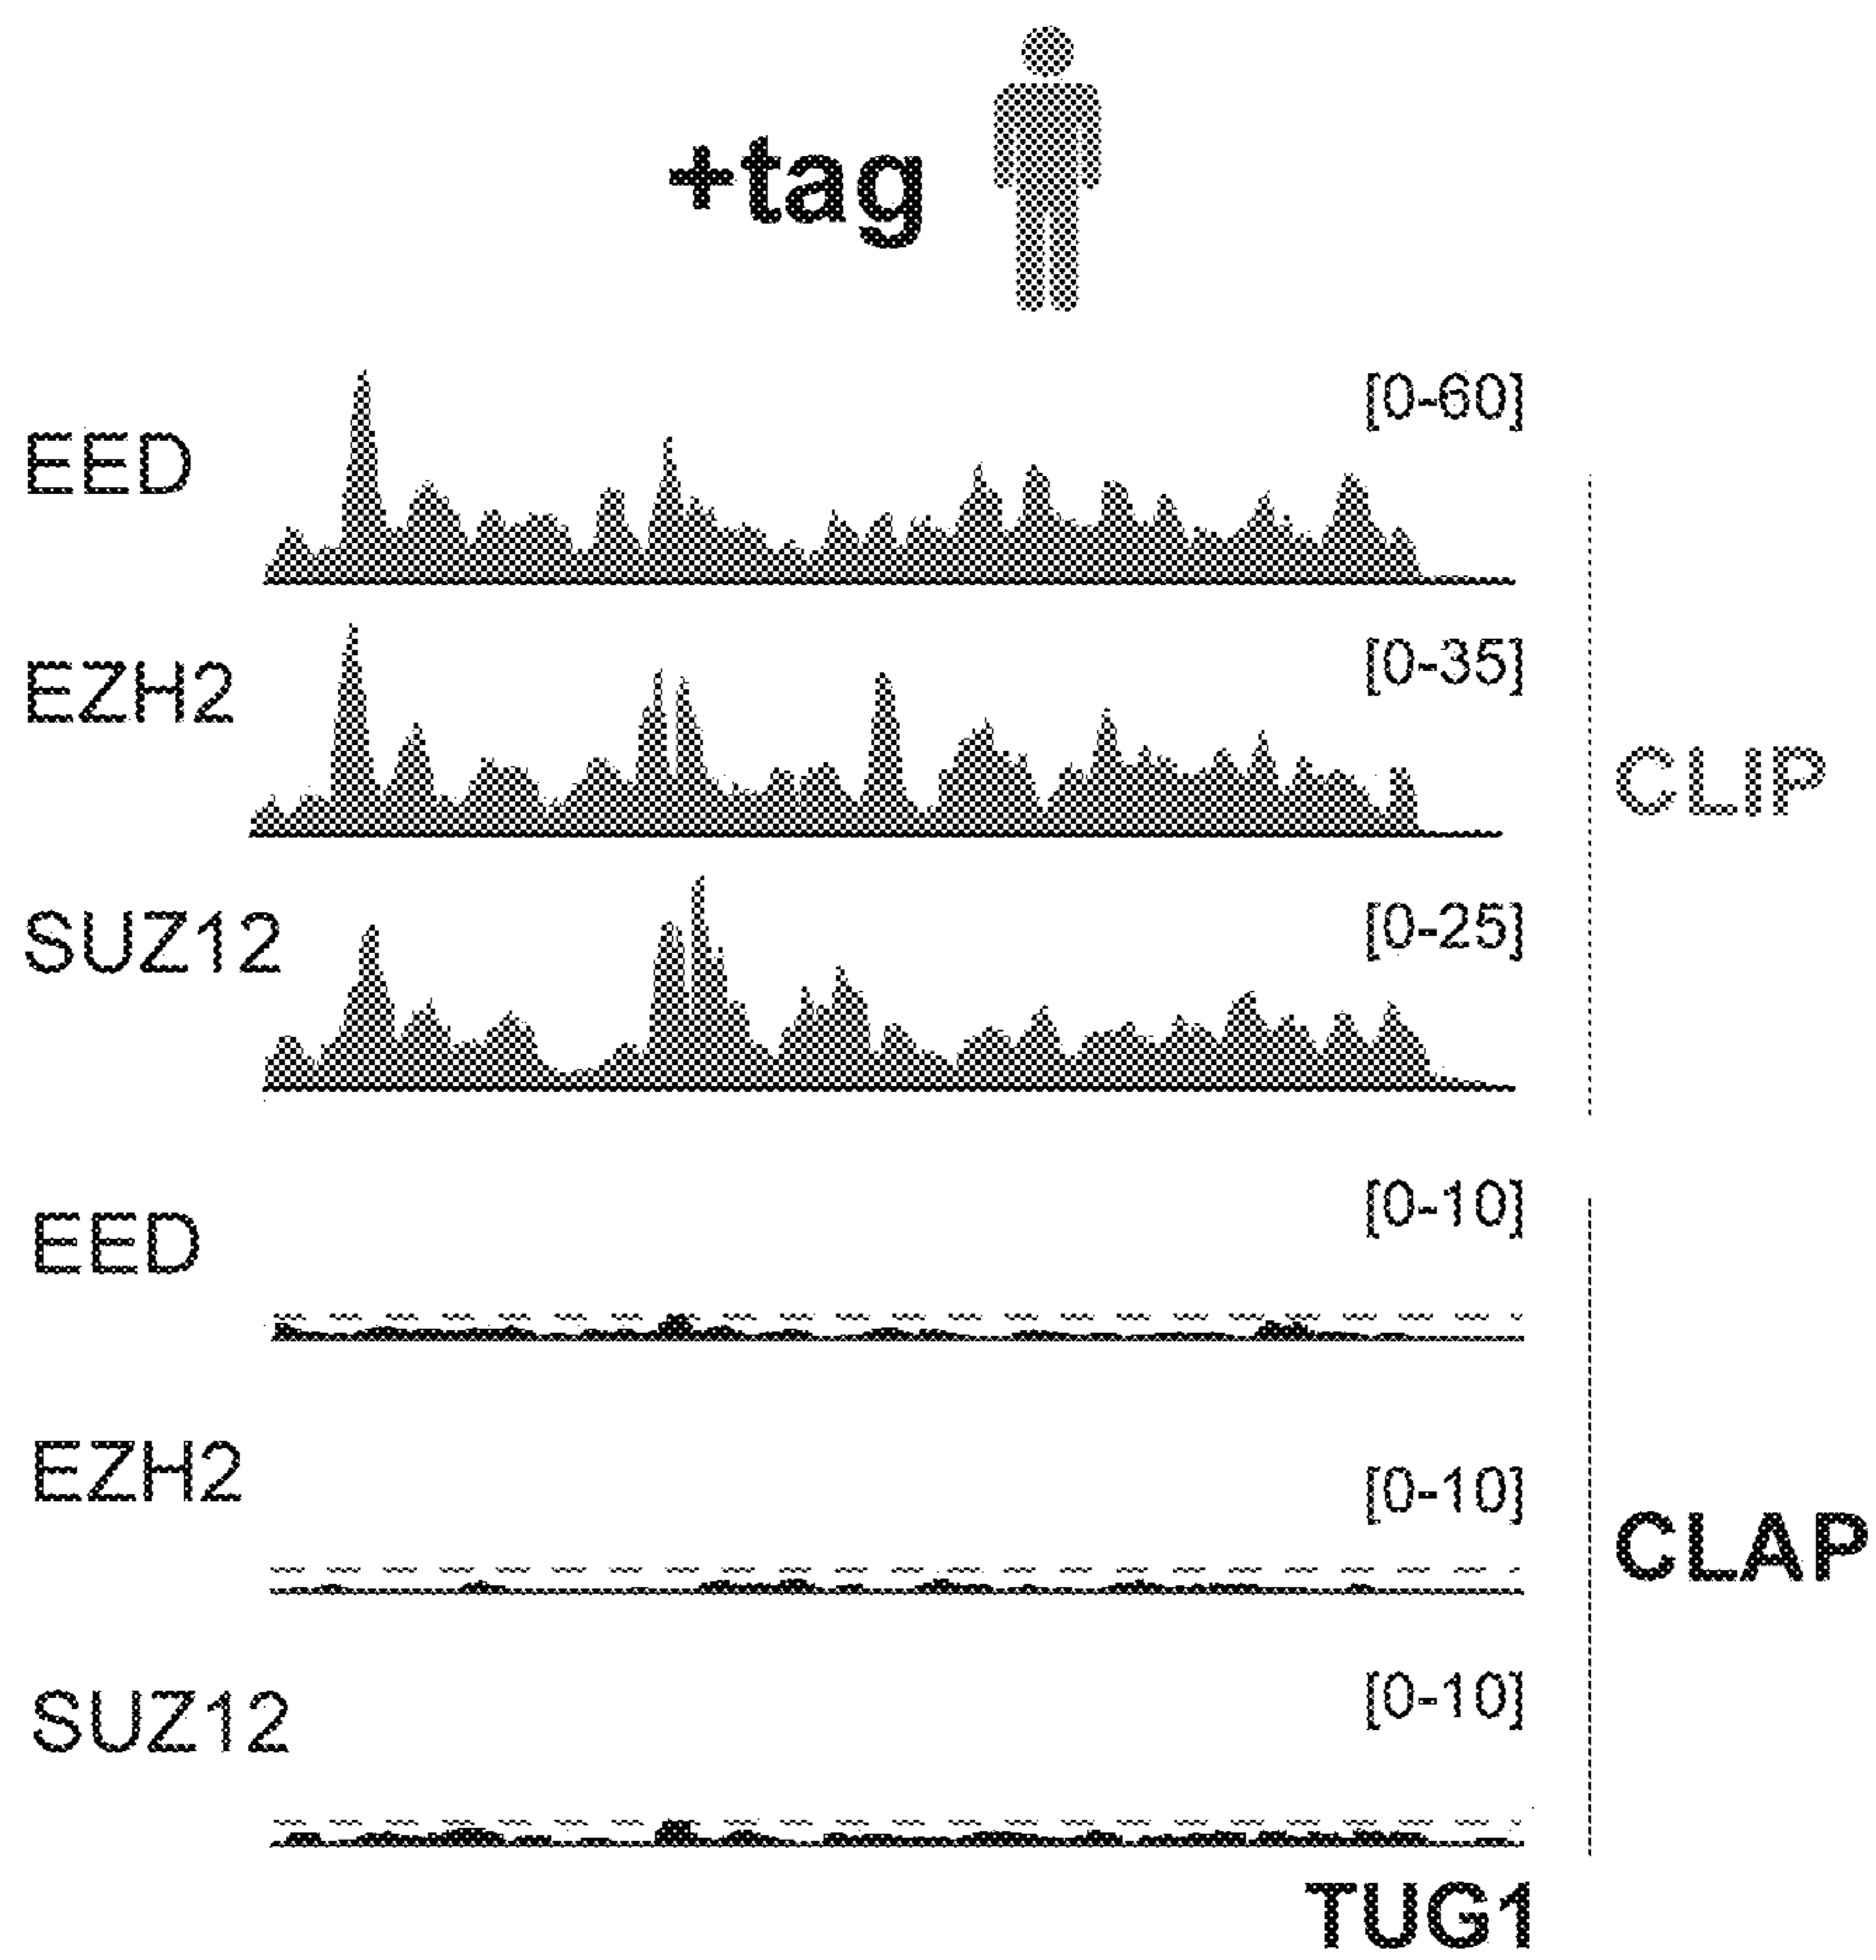 +tag
[0-60]
EED
[0-35]
EZH2
CLIP
[0-25]
SUZ12
[0-10]
EED
EZH2
[0-10]
CLAP
[0-10]
SUZ12
TUG1